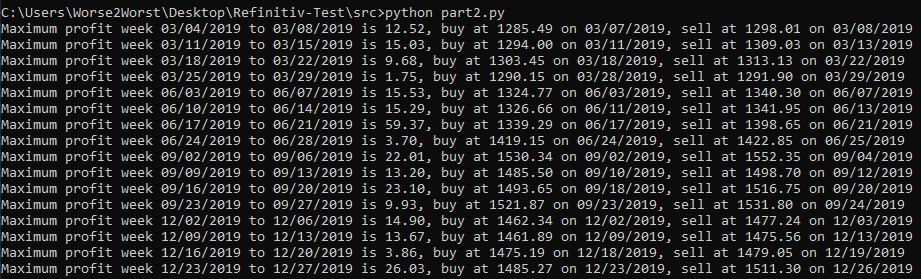 C:\Users\Worse2Worst\Desktop\Refinitiv-Test\src>python part2.py
Maximum profit week 03/04/2019 to 03/08/2019 is 12.52, buy at 1285.49 on 03/07/2019, sell at 1298.01 on 03/08/2019
Maximum profit week 03/11/2019 to 03/15/2019 is 15.03, buy at 1294.00 on 03/11/2019, sell at 1309.03 on 03/13/2019
Maximum profit week 03/18/2019 to 03/22/2019 is 9.68, buy at 1303.45 on 03/18/2019, sell at 1313.13 on 03/22/2019
Maximum profit week 03/25/2019 to 03/29/2019 is 1.75, buy at 1290.15 on 03/28/2019, sell at 1291.90 on 03/29/2019
Maximum profit week 06/03/2019 to 06/07/2019 is 15.53, buy at 1324.77 on 06/03/2019, sell at 1340.30 on 06/07/2019
Maximum profit week 06/10/2019 to 06/14/2019 is 15.29, buy at 1326.66 on 06/11/2019, sell at 1341.95 on 06/13/2019
Maximum profit week 06/17/2019 to 06/21/2019 is 59.37, buy at 1339.29 on 06/17/2019, sell at 1398.65 on 06/21/2019
Maximum profit week 06/24/2019 to 06/28/2019 is 3.70, buy at 1419.15 on 06/24/2019, sell at 1422.85 on 06/25/2019
Maximum profit week 09/02/2019 to 09/06/2019 is 22.01, buy at 1530.34 on 09/02/2019, sell at 1552.35 on 09/04/2019
Maximum profit week 09/09/2019 to 09/13/2019 is 13.20, buy at 1485.50 on 09/10/2019, sell at 1498.70 on 09/12/2019
Maximum profit week 09/16/2019 to 09/20/2019 is 23.10, buy at 1493.65 on 09/18/2019, sell at 1516.75 on 09/20/2019
Maximum profit week 09/23/2019 to 09/27/2019 is 9.93, buy at 1521.87 on 09/23/2019, sell at 1531.80 on 09/24/2019
Maximum profit week 12/02/2019 to 12/06/2019 is 14.90, buy at 1462.34 on 12/02/2019, sell at 1477.24 on 12/03/2019
Maximum profit week 12/09/2019 to 12/13/2019 is 13.67, buy at 1461.89 on 12/09/2019, sell at 1475.56 on 12/13/2019
Maximum profit week 12/16/2019 to 12/20/2019 is 3.86, buy at 1475.19 on 12/18/2019, sell at 1479.05 on 12/19/2019
Maximum profit week 12/23/2019 to 12/27/2019 is 26.03, buy at 1485.27 on 12/23/2019, sell at 1511.30 on 12/26/2019